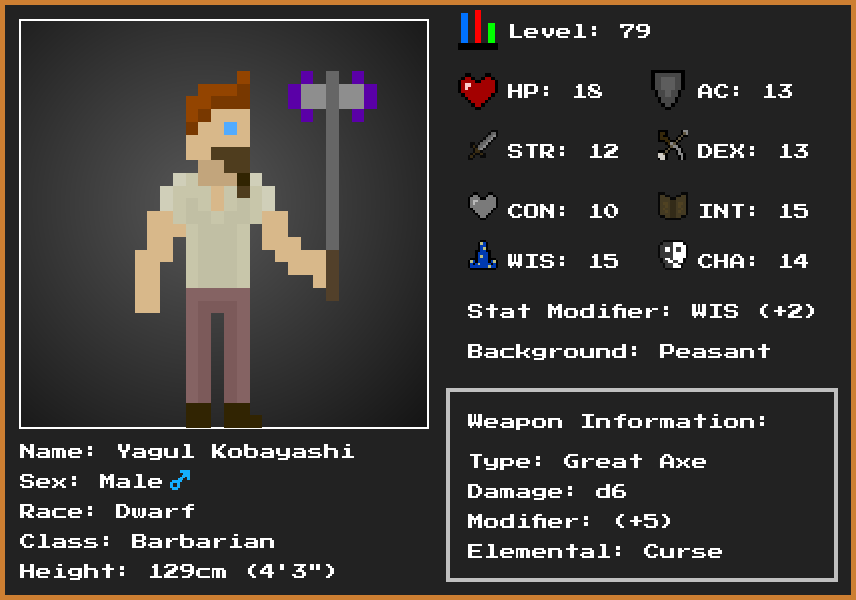 Level: 79
HP: 18 AC: 13
STR: 12 DEX: 13
CON: 10 INT: 15
WIS: 15 CHA: 14
Stat Modifier: WIS (+2)
Background: Peasant
Weapon Information:
Type: Great Axe
Damage: d6
Modifier: (+5)
Elemental: Curse
Name: Yagul Kobayashi
Sex: Male ♂
Race: Dwarf
Class: Barbarian
Height: 129cm (4'3")